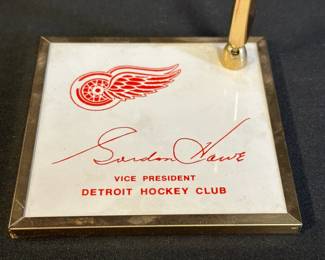 Gordon Howe
VICE PRESIDENT
DETROIT HOCKEY CLUB